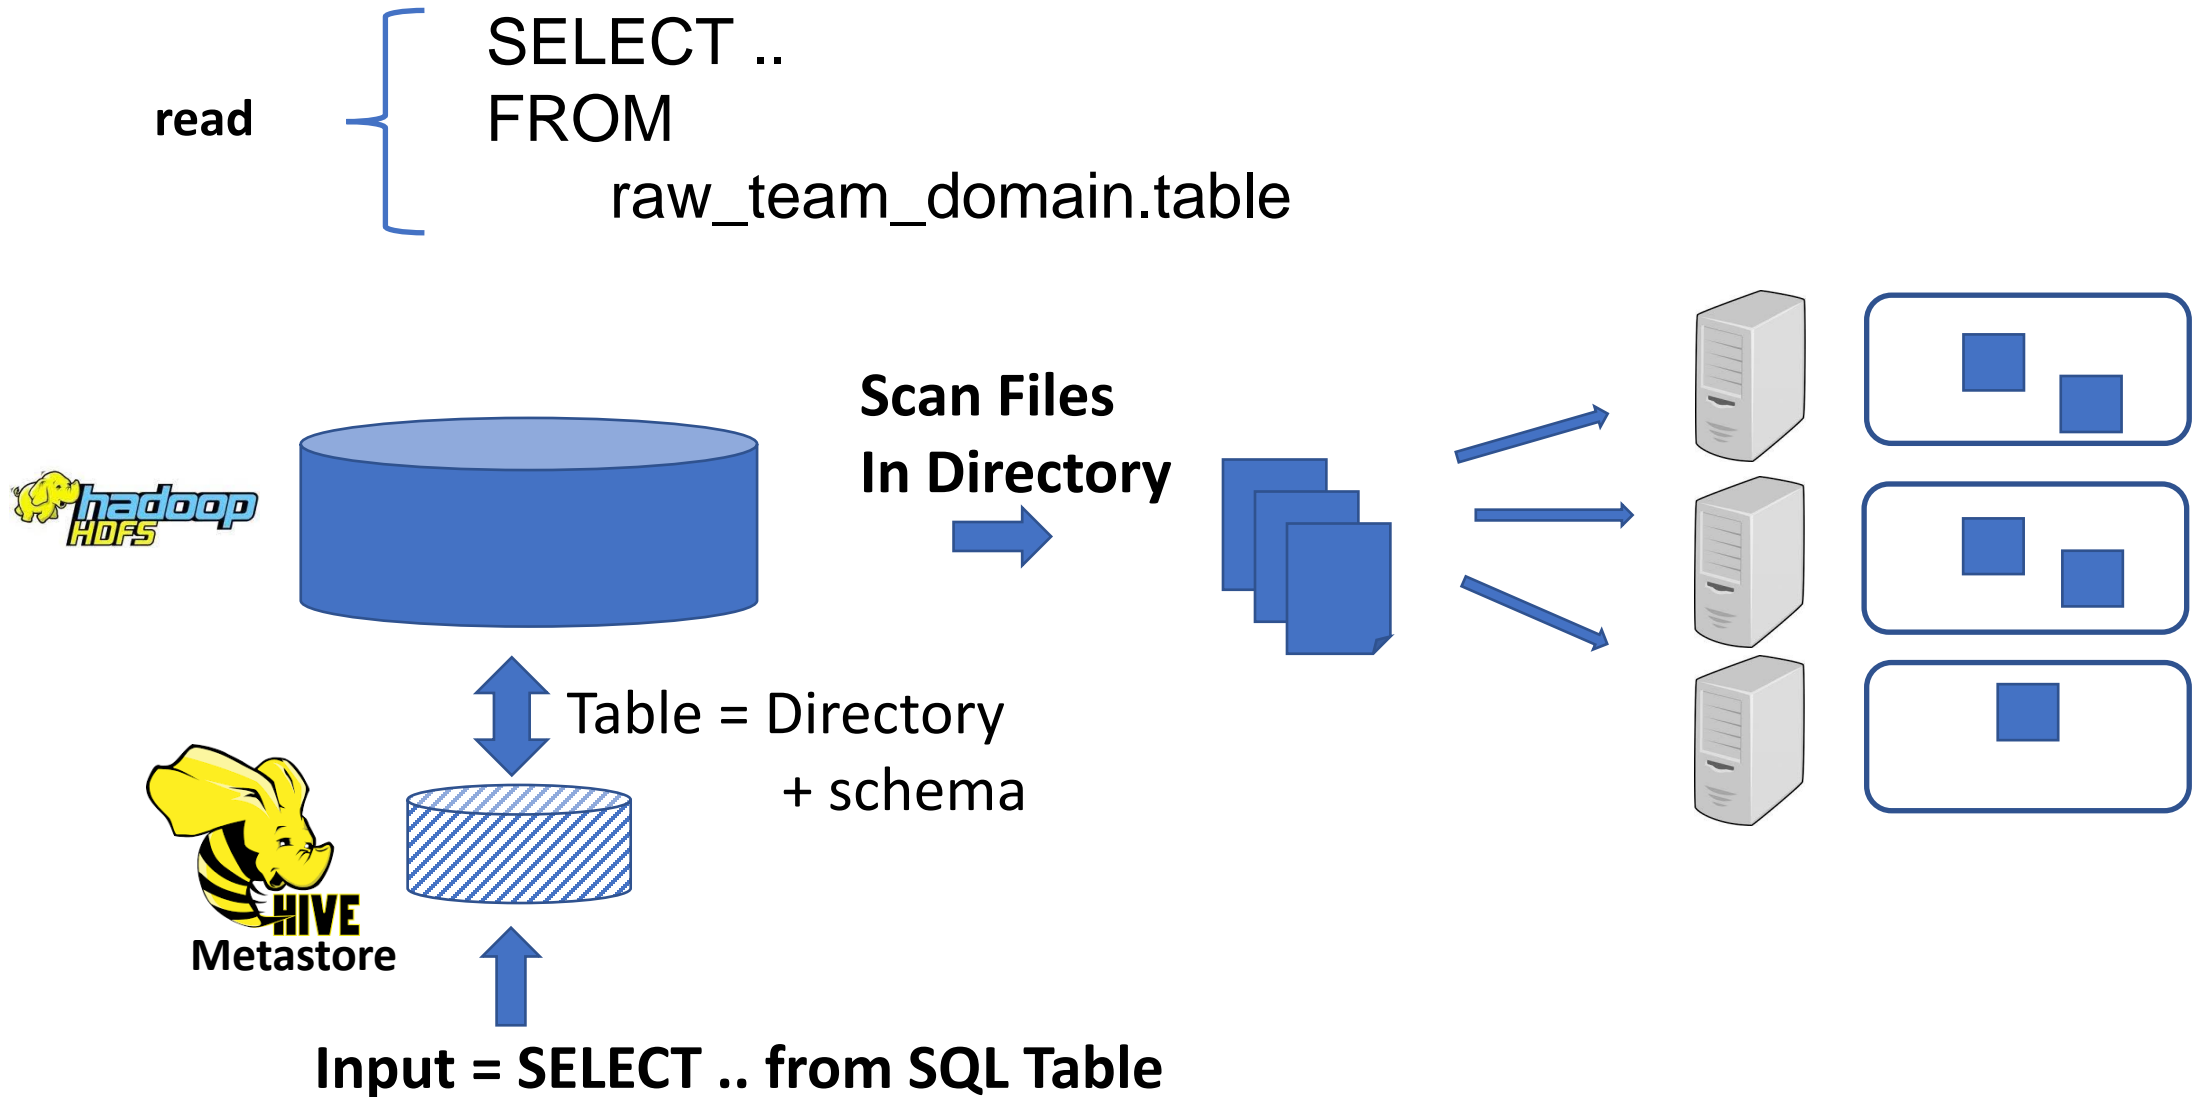 SELECT ..
read
FROM
raw_team_domain.table
Scan Files
In Directory
hadoop
HDFS
Table = Directory
+ schema
HIVE
Metastore
Input = SELECT .. from SQL Table